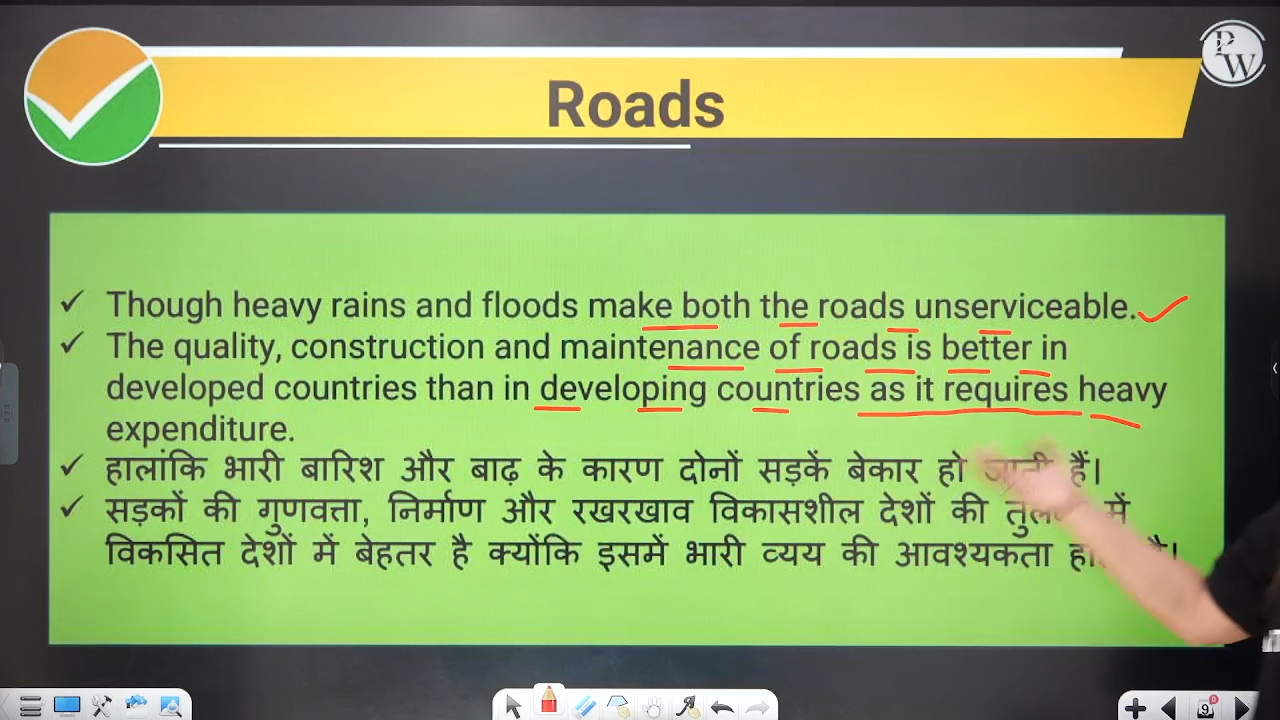 PW
Roads
Though heavy rains and floods make both the roads unserviceable.
The quality, construction and maintenance of roads is better in
developed countries than in developing countries as it requires heavy
expenditure.
हालांकि भारी बारिश और बाढ़ के कारण दोनों सड़कें बेकार हो जाती हैं।
सड़कों की गुणवत्ता, निर्माण और रखरखाव विकासशील देशों की में
विकसित देशों में बेहतर है क्योंकि इसमें भारी व्यय की आवश्यकता
9